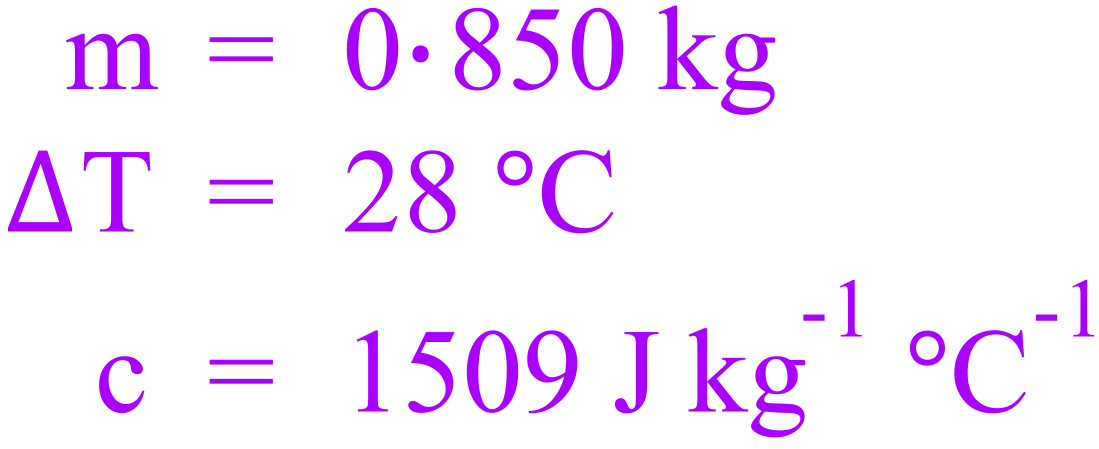 m = 0·850 kg
ΔT = 28 °C
c = 1509 J kg⁻¹ °C⁻¹